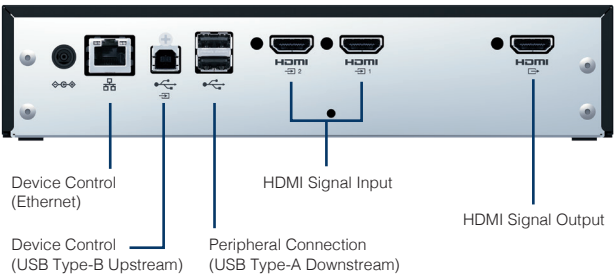 HDMI
HDMI
HDMI
2
1
Device Control
(Ethernet)
HDMI Signal Input
HDMI Signal Output
Device Control
(USB Type-B Upstream)
Peripheral Connection
(USB Type-A Downstream)